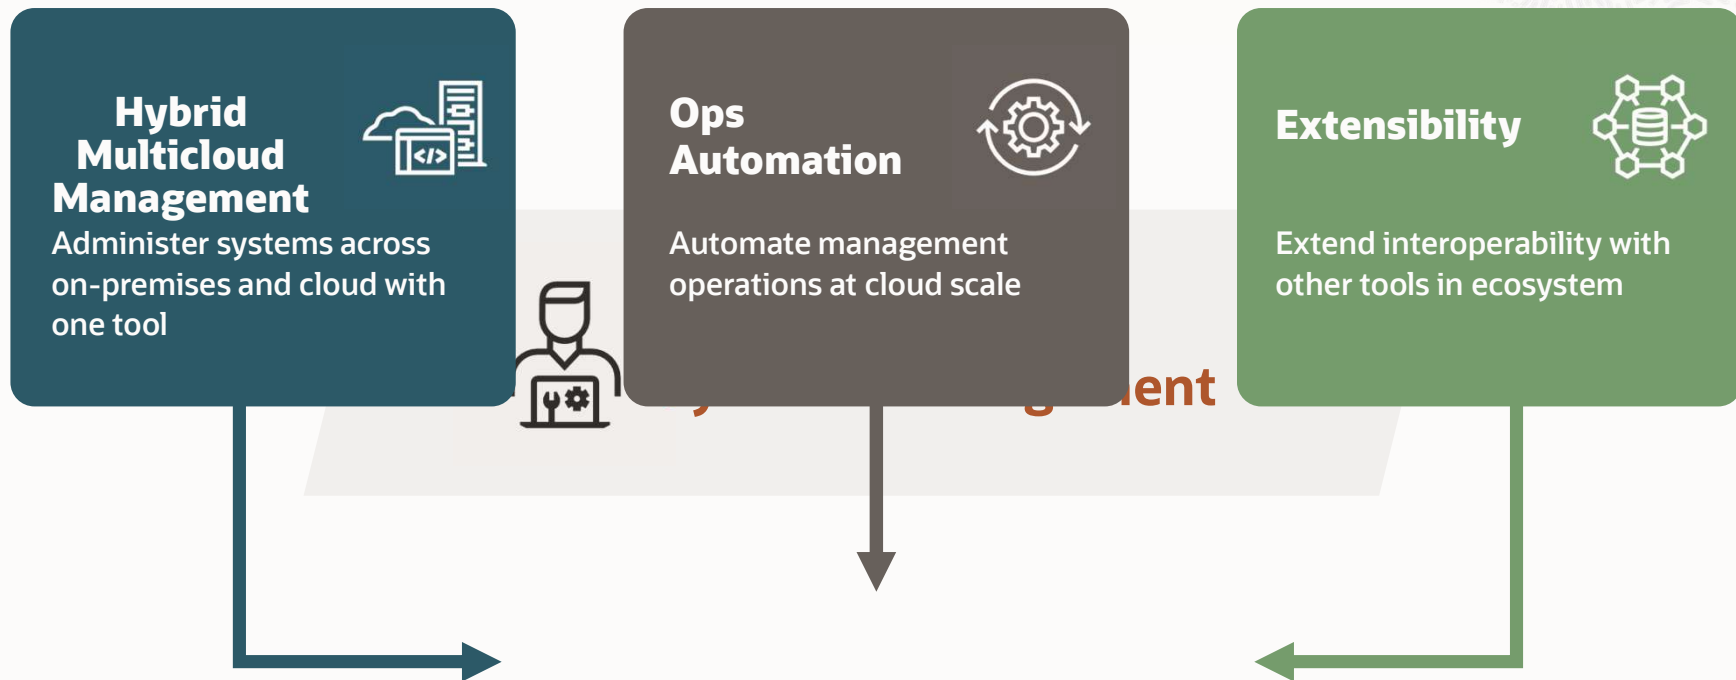 Hybrid
Multicloud
Management
Administer systems across
on-premises and cloud with
one tool
Ops
Automation
Automate management
operations at cloud scale
Extensibility
Extend interoperability with
other tools in ecosystem